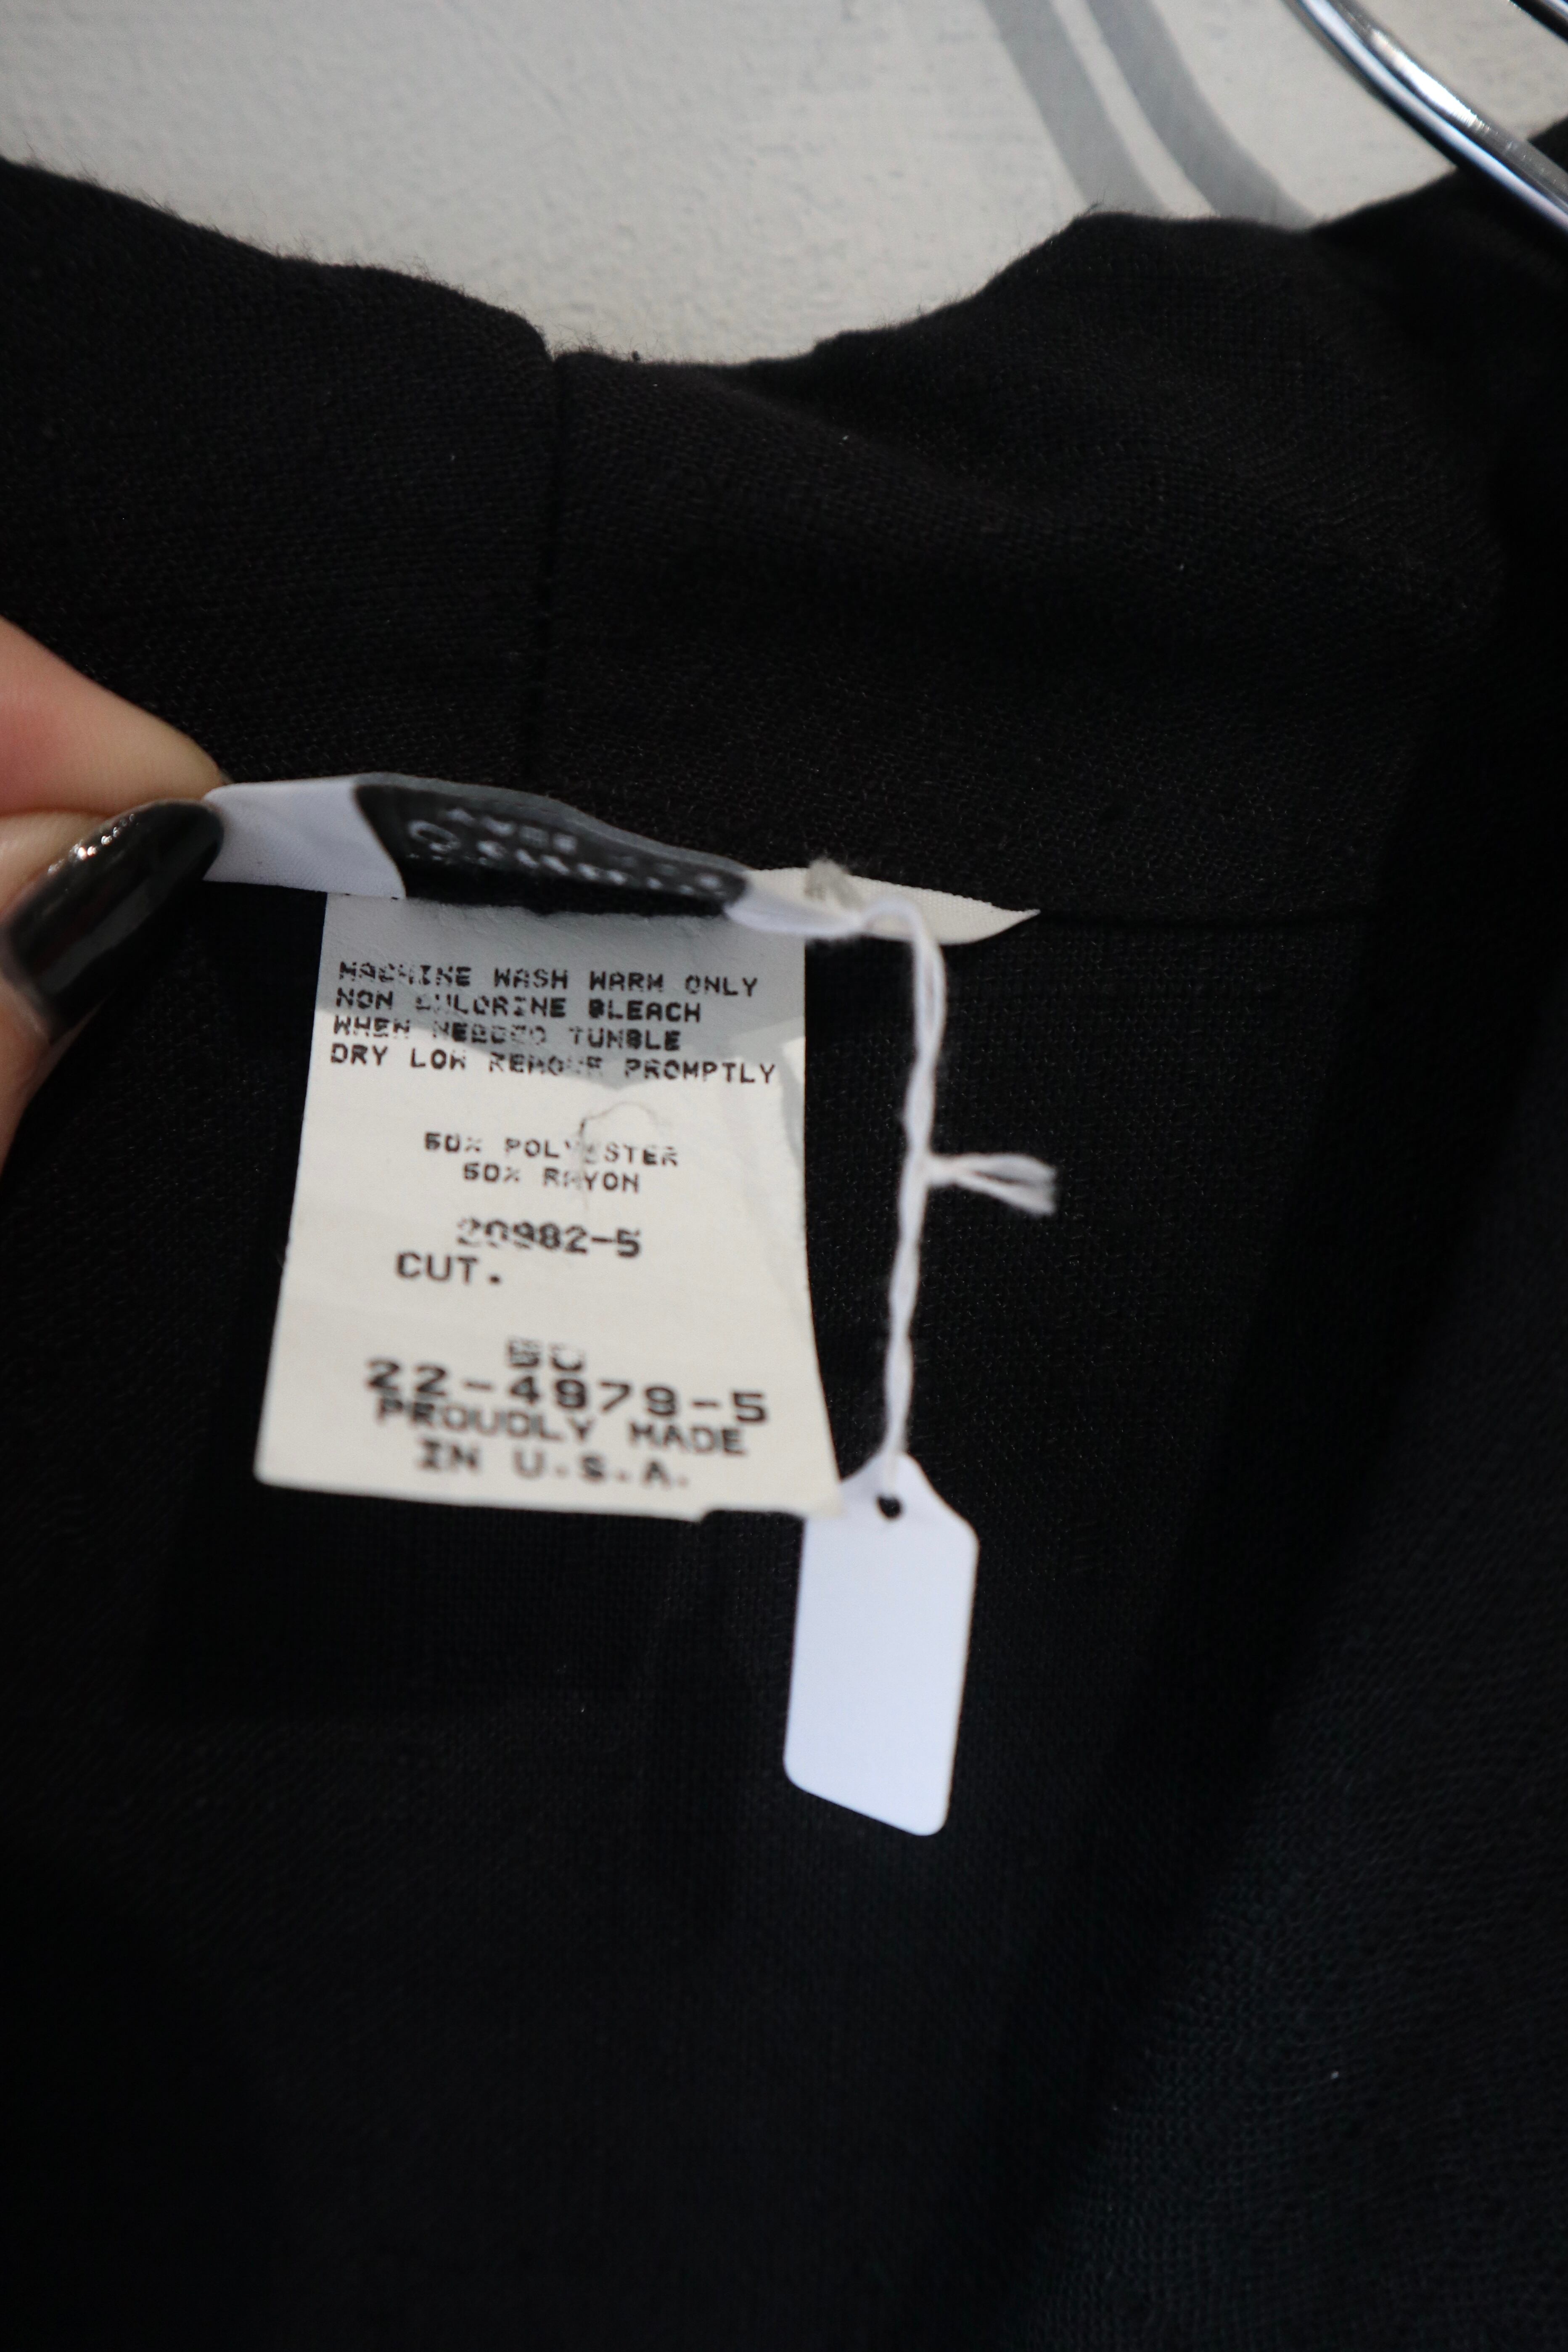 MACHINE WASH WARM ONLY
NON CHLORINE BLEACH
WHEN NEEDED TUMBLE
DRY LOW REMOVE PROMPTLY
50% POLYESTER
50% RAYON
20982-5
CUT.
22-4979-5
PROUDLY MADE
IN U.S.A.